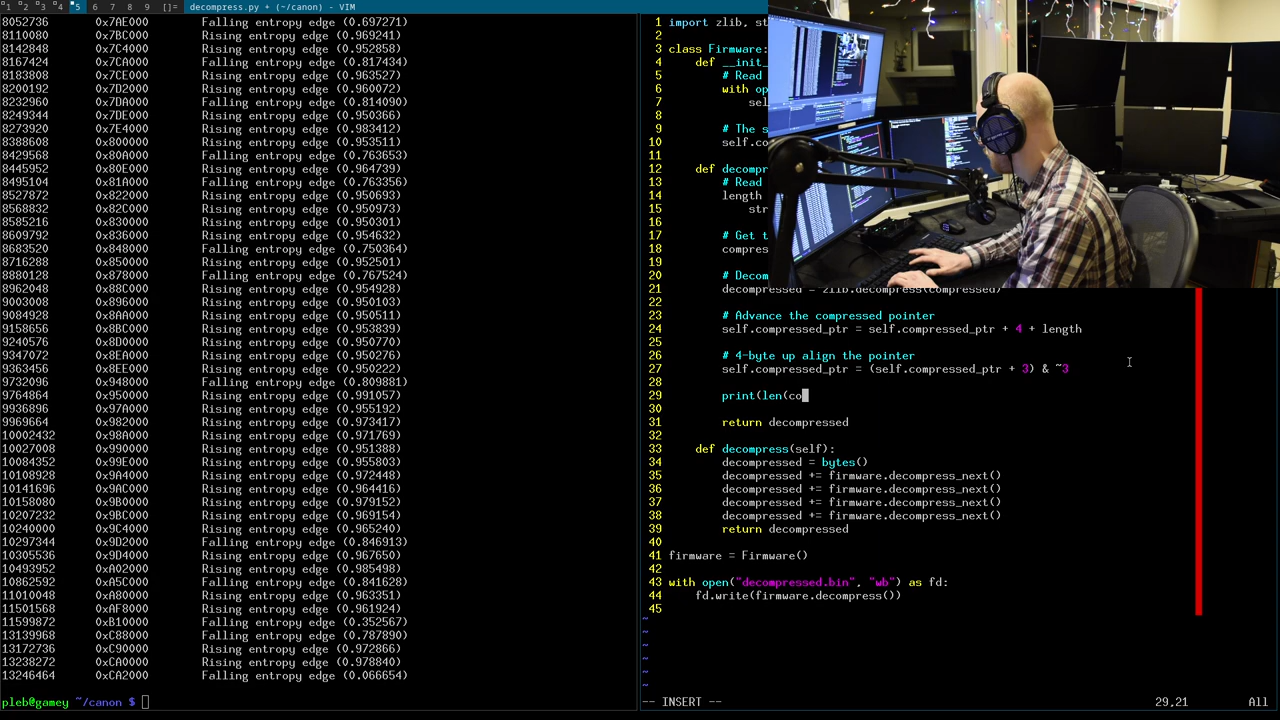 1 2 3 4 5 6 7 8 9 []= decompress.py + (~/canon) - VIM
8052736 0x7AE000 Falling entropy edge (0.697271)
8110080 0x7BC000 Rising entropy edge (0.969241)
8142848 0x7C4000 Rising entropy edge (0.952858)
8167424 0x7CA000 Falling entropy edge (0.817434)
8183808 0x7CE000 Rising entropy edge (0.963527)
8200192 0x7D2000 Rising entropy edge (0.960072)
8232960 0x7DA000 Falling entropy edge (0.814090)
8249344 0x7DE000 Rising entropy edge (0.950366)
8273920 0x7E4000 Rising entropy edge (0.983412)
8388608 0x800000 Rising entropy edge (0.953511)
8429568 0x80A000 Falling entropy edge (0.763653)
8445952 0x80E000 Rising entropy edge (0.964739)
8495104 0x81A000 Falling entropy edge (0.763356)
8527872 0x822000 Rising entropy edge (0.950693)
8568832 0x82C000 Rising entropy edge (0.950973)
8585216 0x830000 Rising entropy edge (0.950301)
8609792 0x836000 Rising entropy edge (0.954632)
8683520 0x848000 Falling entropy edge (0.750364)
8716288 0x850000 Rising entropy edge (0.952501)
8880128 0x878000 Falling entropy edge (0.767524)
8962048 0x88C000 Rising entropy edge (0.954928)
9003008 0x896000 Rising entropy edge (0.950103)
9084928 0x8AA000 Rising entropy edge (0.950511)
9158656 0x8BC000 Rising entropy edge (0.953839)
9240576 0x8D0000 Rising entropy edge (0.950770)
9347072 0x8EA000 Rising entropy edge (0.950276)
9363456 0x8EE000 Rising entropy edge (0.950222)
9732096 0x948000 Falling entropy edge (0.809881)
9764864 0x950000 Rising entropy edge (0.991057)
9936896 0x97A000 Rising entropy edge (0.955192)
9969664 0x982000 Rising entropy edge (0.973417)
10002432 0x98A000 Rising entropy edge (0.971769)
10027008 0x990000 Rising entropy edge (0.951388)
10084352 0x99E000 Rising entropy edge (0.955803)
10108928 0x9A4000 Rising entropy edge (0.972448)
10141696 0x9AC000 Rising entropy edge (0.964416)
10158080 0x9B0000 Rising entropy edge (0.979152)
10207232 0x9BC000 Rising entropy edge (0.969154)
10240000 0x9C4000 Rising entropy edge (0.965240)
10297344 0x9D2000 Falling entropy edge (0.846913)
10305536 0x9D4000 Rising entropy edge (0.967650)
10493952 0xA02000 Rising entropy edge (0.985498)
10862592 0xA5C000 Falling entropy edge (0.841628)
11010048 0xA80000 Rising entropy edge (0.963351)
11501568 0xAF8000 Rising entropy edge (0.961924)
11599872 0xB10000 Falling entropy edge (0.352567)
13139968 0xC88000 Falling entropy edge (0.787890)
13172736 0xC90000 Rising entropy edge (0.972866)
13238272 0xCA0000 Rising entropy edge (0.978840)
13246464 0xCA2000 Falling entropy edge (0.066654)
pleb@gamey ~/canon $
1 import zlib, st
2
3 class Firmware:
4 def __init_
5 # Read
6 with op
7 sel
8
9 # The s
10 self.co
11
12 def decompr
13 # Read
14 length
15 str
16
17 # Get t
18 compres
19
20 # Decom
21 decompressed = zlib.decompress(compressed)
22
23 # Advance the compressed pointer
24 self.compressed_ptr = self.compressed_ptr + 4 + length
25
26 # 4-byte up align the pointer
27 self.compressed_ptr = (self.compressed_ptr + 3) & ~3
28
29 print(len(co
30
31 return decompressed
32
33 def decompress(self):
34 decompressed = bytes()
35 decompressed += firmware.decompress_next()
36 decompressed += firmware.decompress_next()
37 decompressed += firmware.decompress_next()
38 decompressed += firmware.decompress_next()
39 return decompressed
40
41 firmware = Firmware()
42
43 with open("decompressed.bin", "wb") as fd:
44 fd.write(firmware.decompress())
45
~
~
~
~
~
~
-- INSERT -- 29,21 All